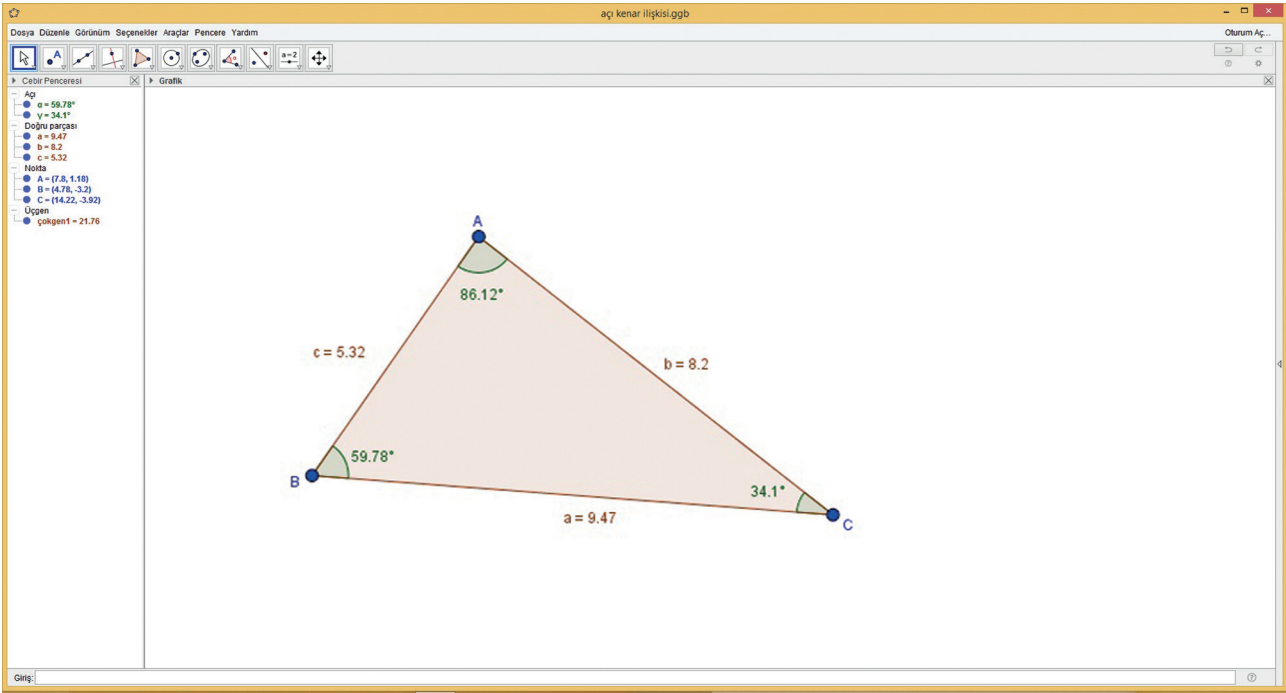 açı kenar ilişkisi.ggb
Dosya Düzenle Görünüm Seçenekler Araçlar Pencere Yardım
Oturum Aç...
A
α
a=2
Cebir Penceresi
Grafik
Açı
α = 59.78°
γ = 34.1°
Doğru parçası
a = 9.47
b = 8.2
c = 5.32
Nokta
A = (7.8, 1.18)
B = (4.78, -3.2)
C = (14.22, -3.92)
Üçgen
çokgen1 = 21.76
A
86.12°
c = 5.32
b = 8.2
59.78°
B
34.1°
a = 9.47
C
Giriş: